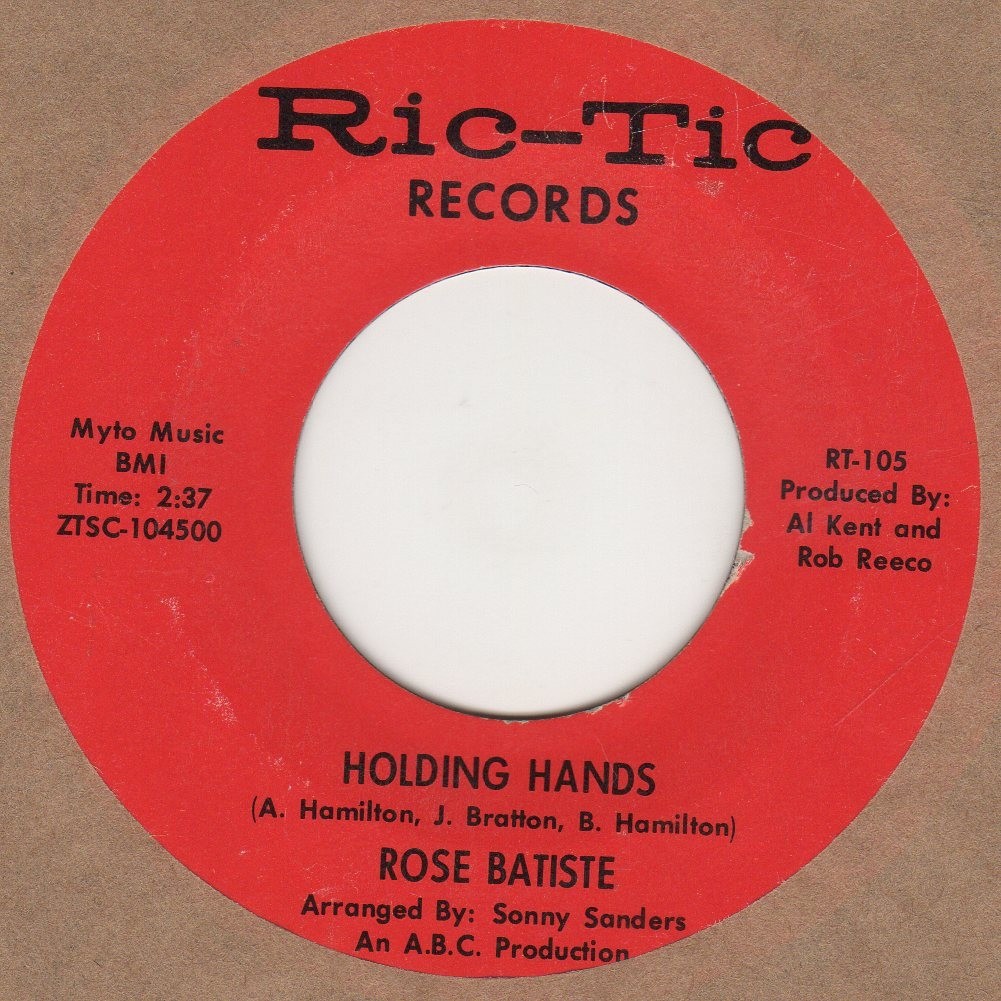 Ric-Tic
RECORDS
Myto Music
BMI
Time: 2:37
ZTSC-104500
RT-105
Produced By:
Al Kent and
Rob Reeco
HOLDING HANDS
(A. Hamilton, J. Bratton, B. Hamilton)
ROSE BATISTE
Arranged By: Sonny Sanders
An A.B.C. Production